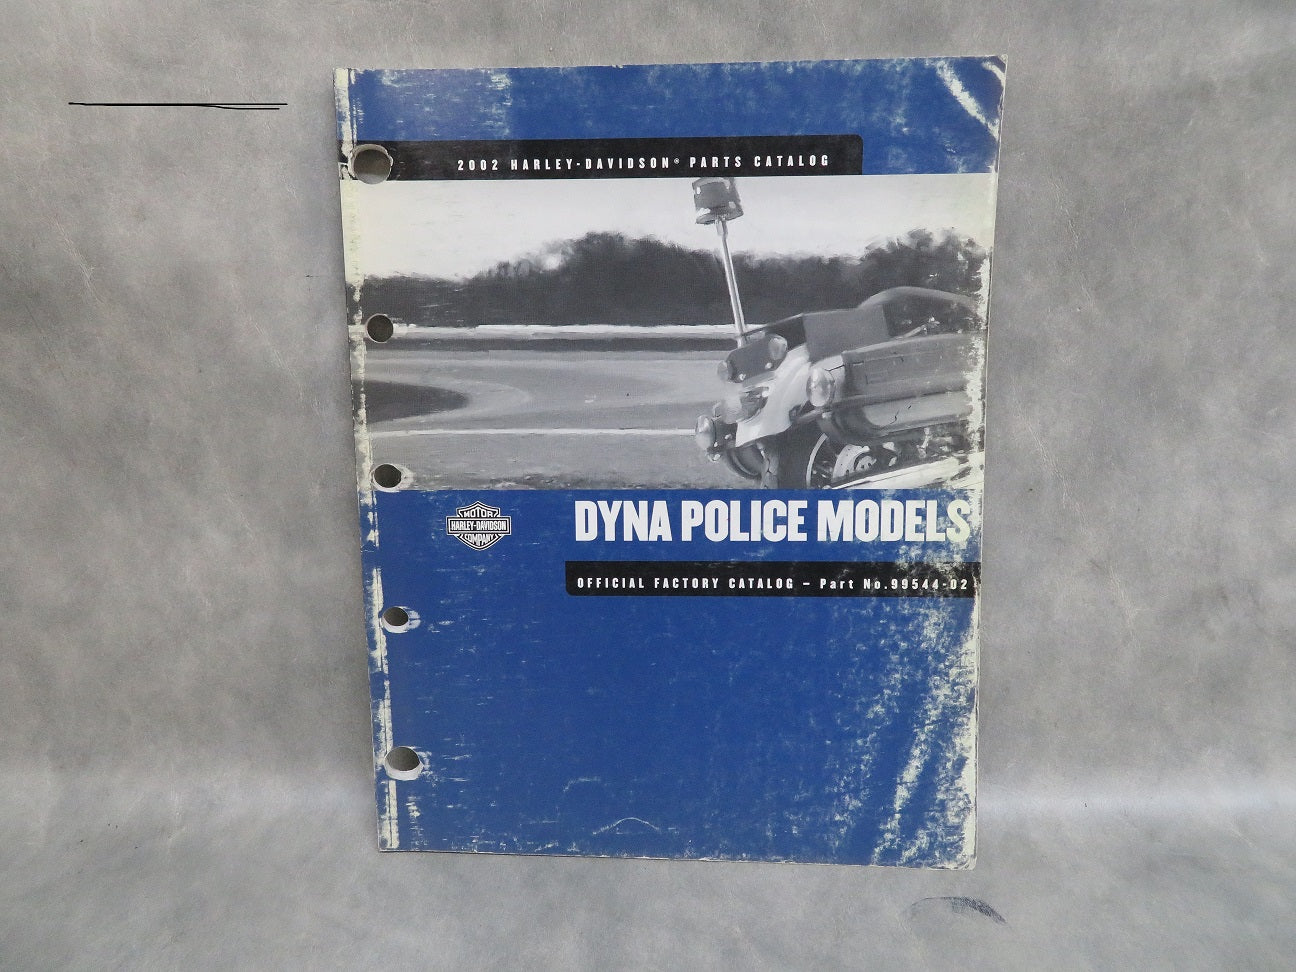 2002 HARLEY-DAVIDSON® PARTS CATALOG
MOTOR
HARLEY-DAVIDSON
COMPANY
DYNA POLICE MODELS
OFFICIAL FACTORY CATALOG – Part No.99544-02